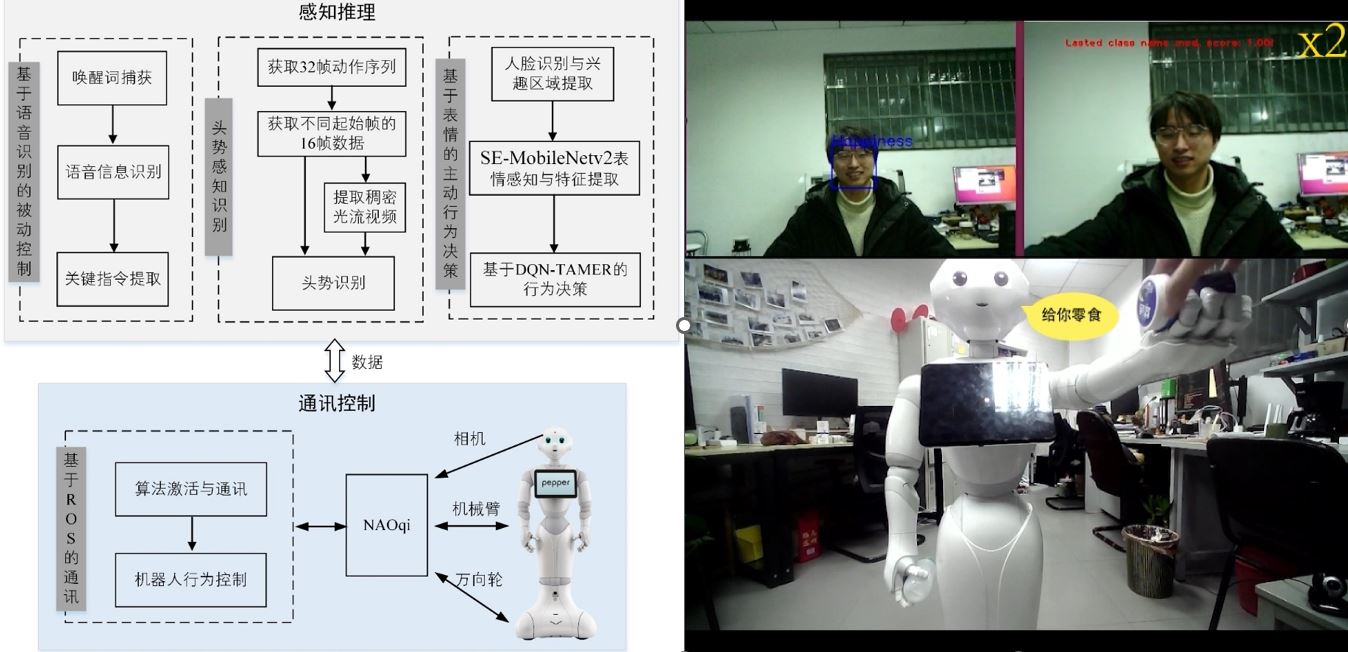 感知推理
基于语音识别的被动控制
唤醒词捕获
语音信息识别
关键指令提取
头势感知识别
获取32帧动作序列
获取不同起始帧的
16帧数据
提取稠密
光流视频
头势识别
基于表情的主动行为决策
人脸识别与兴
趣区域提取
SE-MobileNetv2表
情感知与特征提取
基于DQN-TAMER的
行为决策
数据
通讯控制
基于ROS的通讯
算法激活与通讯
机器人行为控制
NAOqi
相机
机械臂
万向轮
pepper
Happiness
Lasted class name :nod, score: 1.00!
x2
给你零食